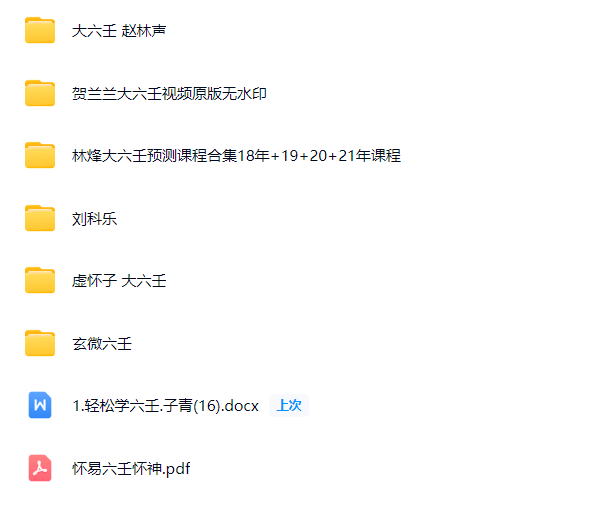 大六壬 赵林声
贺兰兰大六壬视频原版无水印
林烽大六壬预测课程合集18年+19+20+21年课程
刘科乐
虚怀子 大六壬
玄微六壬
1.轻松学六壬.子青(16).docx 上次
怀易六壬怀神.pdf